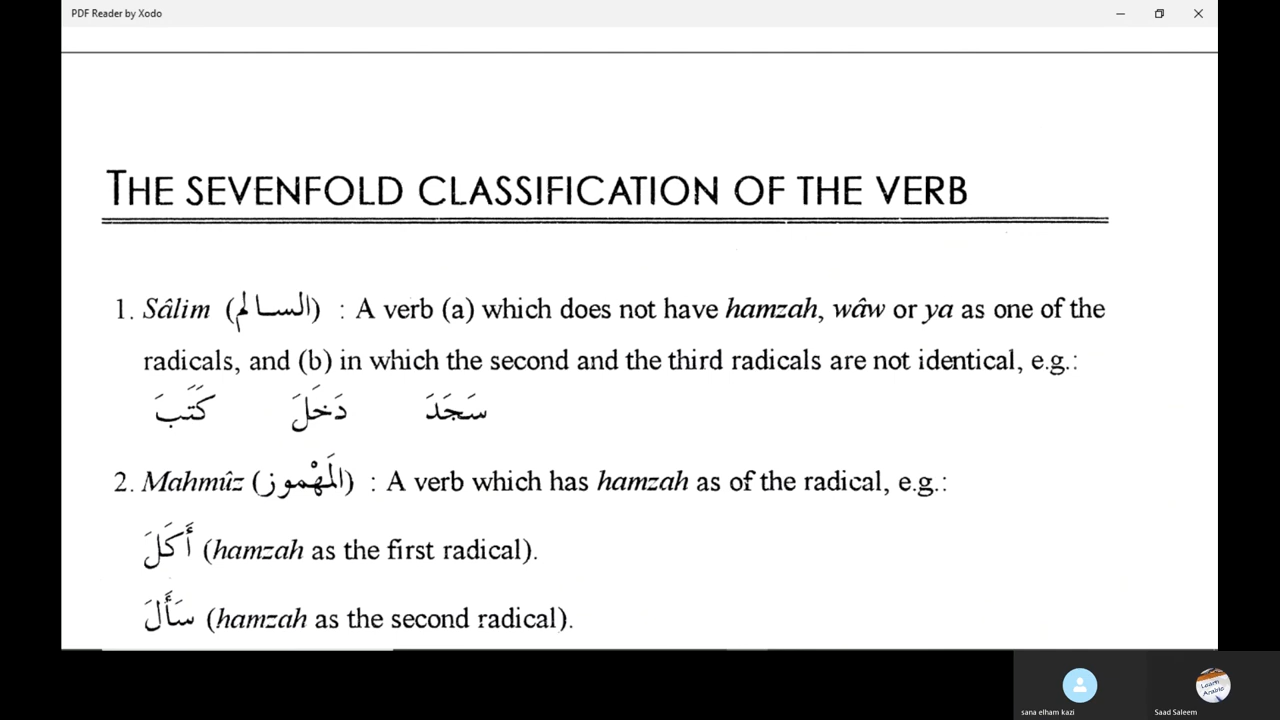 PDF Reader by Xodo
THE SEVENFOLD CLASSIFICATION OF THE VERB
1. Sâlim (السالم) : A verb (a) which does not have hamzah, wâw or ya as one of the
radicals, and (b) in which the second and the third radicals are not identical, e.g.:
كَتَبَ دَخَلَ سَجَدَ
2. Mahmûz (المَهْموز) : A verb which has hamzah as of the radical, e.g.:
أَكَلَ (hamzah as the first radical).
سَأَلَ (hamzah as the second radical).
Learn Arabic
sana elham kazi
Saad Saleem